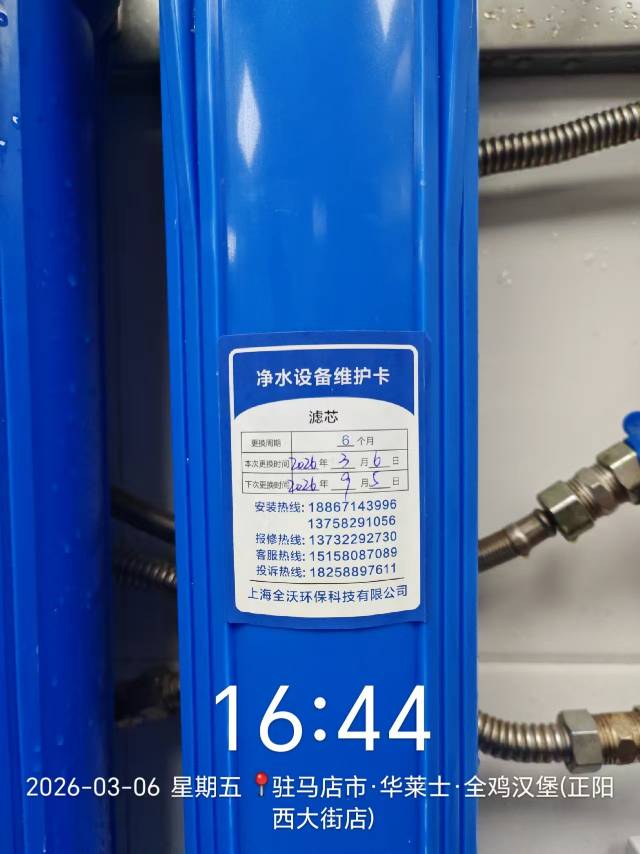 净水设备维护卡
滤芯
更换周期 6 个月
本次更换时间 2026 年 3 月 6 日
下次更换时间 2026 年 9 月 5 日
安装热线: 18867143996
13758291056
报修热线: 13732292730
客服热线: 15158087089
投诉热线: 18258897611
上海全沃环保科技有限公司
16:44
2026-03-06 星期五 📍驻马店市·华莱士·全鸡汉堡(正阳
西大街店)